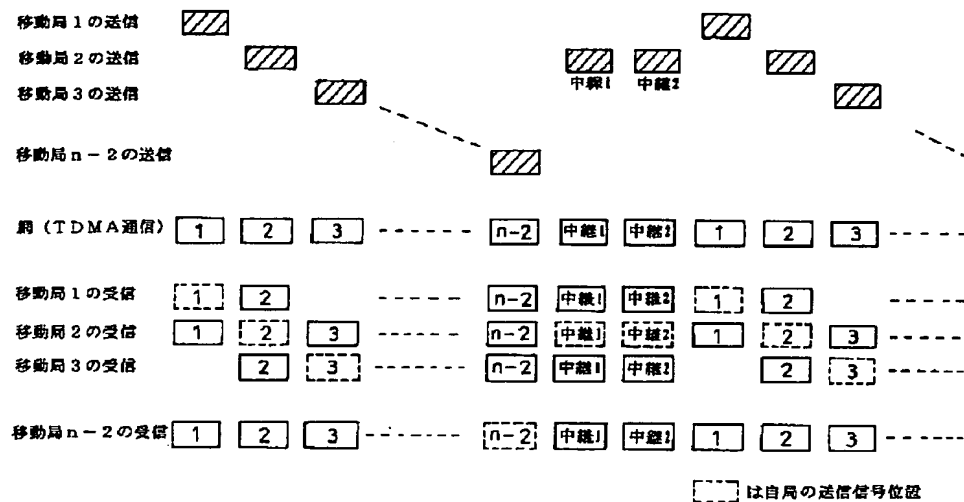 移動局1の送信
移動局2の送信
中継1 中継2
移動局3の送信
移動局n-2の送信
網(TDMA通信) 1 2 3 n-2 中継1 中継2 1 2 3
移動局1の受信 1 2 n-2 中継1 中継2 1 2
移動局2の受信 1 2 3 n-2 中継1 中継2 1 2 3
移動局3の受信 2 3 n-2 中継1 中継2 2 3
移動局n-2の受信 1 2 3 n-2 中継1 中継2 1 2 3
は自局の送信信号位置